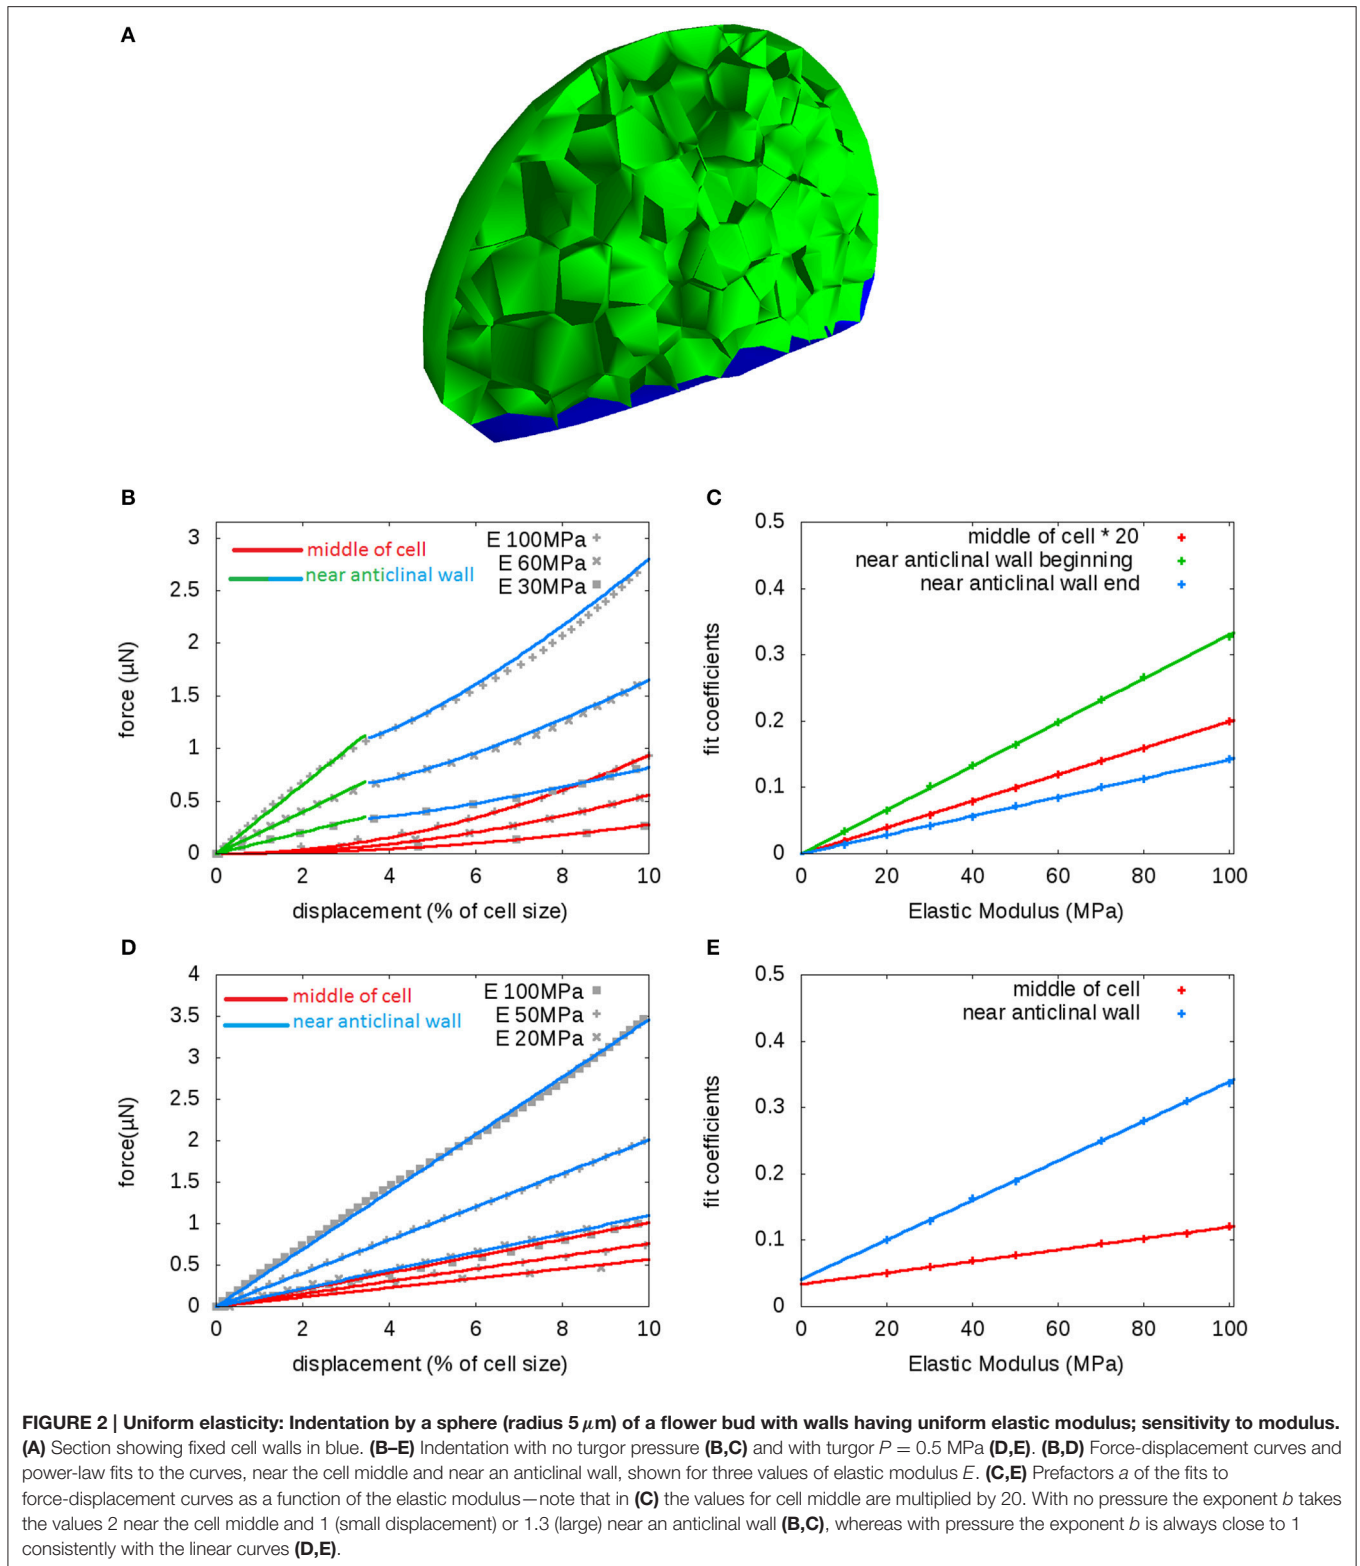 A
B
3
2.5
2
1.5
1
0.5
0
0 2 4 6 8 10
force (µN)
displacement (% of cell size)
middle of cell
near anticlinal wall
E 100MPa
E 60MPa
E 30MPa
C
0.5
0.4
0.3
0.2
0.1
0
0 20 40 60 80 100
fit coefficients
Elastic Modulus (MPa)
middle of cell * 20
near anticlinal wall beginning
near anticlinal wall end
D
4
3.5
3
2.5
2
1.5
1
0.5
0
0 2 4 6 8 10
force(µN)
displacement (% of cell size)
middle of cell
near anticlinal wall
E 100MPa
E 50MPa
E 20MPa
E
0.5
0.4
0.3
0.2
0.1
0
0 20 40 60 80 100
fit coefficients
Elastic Modulus (MPa)
middle of cell
near anticlinal wall
FIGURE 2 | Uniform elasticity: Indentation by a sphere (radius 5 µm) of a flower bud with walls having uniform elastic modulus; sensitivity to modulus.
(A) Section showing fixed cell walls in blue. (B–E) Indentation with no turgor pressure (B,C) and with turgor P = 0.5 MPa (D,E). (B,D) Force-displacement curves and
power-law fits to the curves, near the cell middle and near an anticlinal wall, shown for three values of elastic modulus E. (C,E) Prefactors a of the fits to
force-displacement curves as a function of the elastic modulus—note that in (C) the values for cell middle are multiplied by 20. With no pressure the exponent b takes
the values 2 near the cell middle and 1 (small displacement) or 1.3 (large) near an anticlinal wall (B,C), whereas with pressure the exponent b is always close to 1
consistently with the linear curves (D,E).